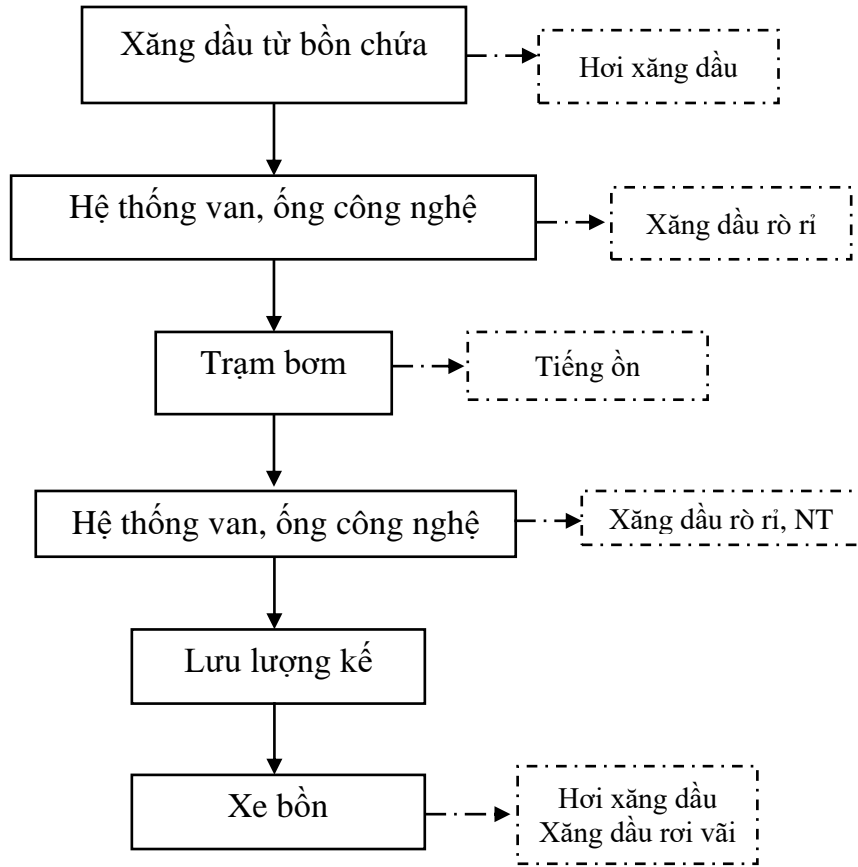 Xăng dầu từ bồn chứa
Hơi xăng dầu
Hệ thống van, ống công nghệ
Xăng dầu rò rỉ
Trạm bơm
Tiếng ồn
Hệ thống van, ống công nghệ
Xăng dầu rò rỉ, NT
Lưu lượng kế
Xe bồn
Hơi xăng dầu
Xăng dầu rơi vãi